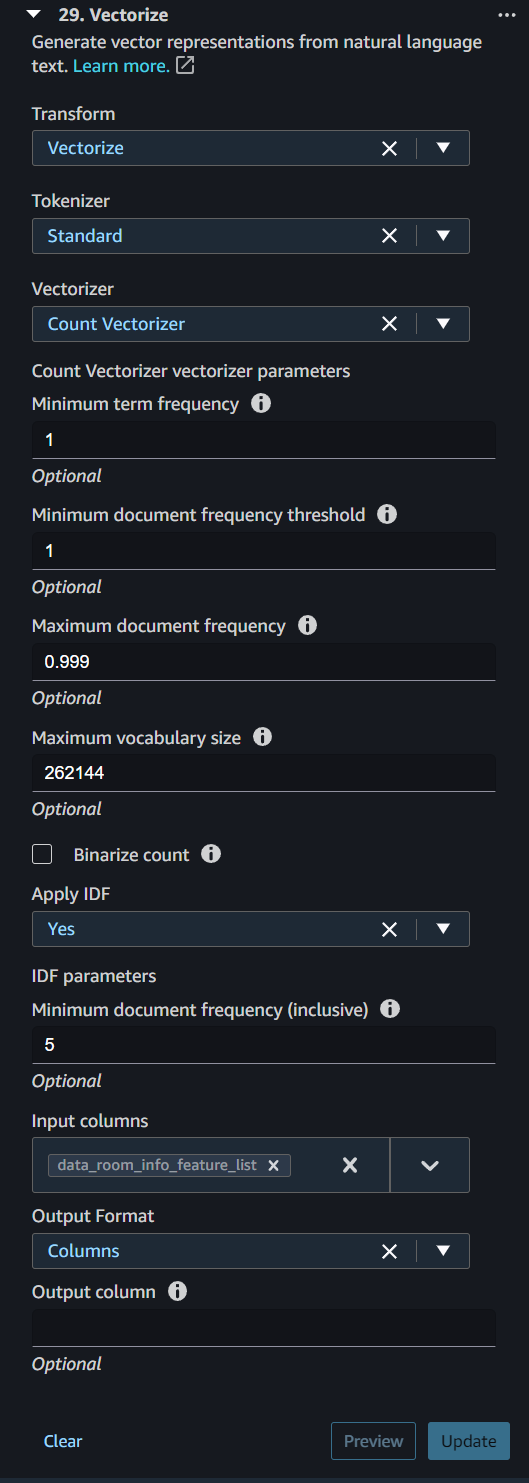 29. Vectorize
Generate vector representations from natural language
text. Learn more.
Transform
Vectorize
Tokenizer
Standard
Vectorizer
Count Vectorizer
Count Vectorizer vectorizer parameters
Minimum term frequency
1
Optional
Minimum document frequency threshold
1
Optional
Maximum document frequency
0.999
Optional
Maximum vocabulary size
262144
Optional
Binarize count
Apply IDF
Yes
IDF parameters
Minimum document frequency (inclusive)
5
Optional
Input columns
data_room_info_feature_list
Output Format
Columns
Output column
Optional
Clear Preview Update